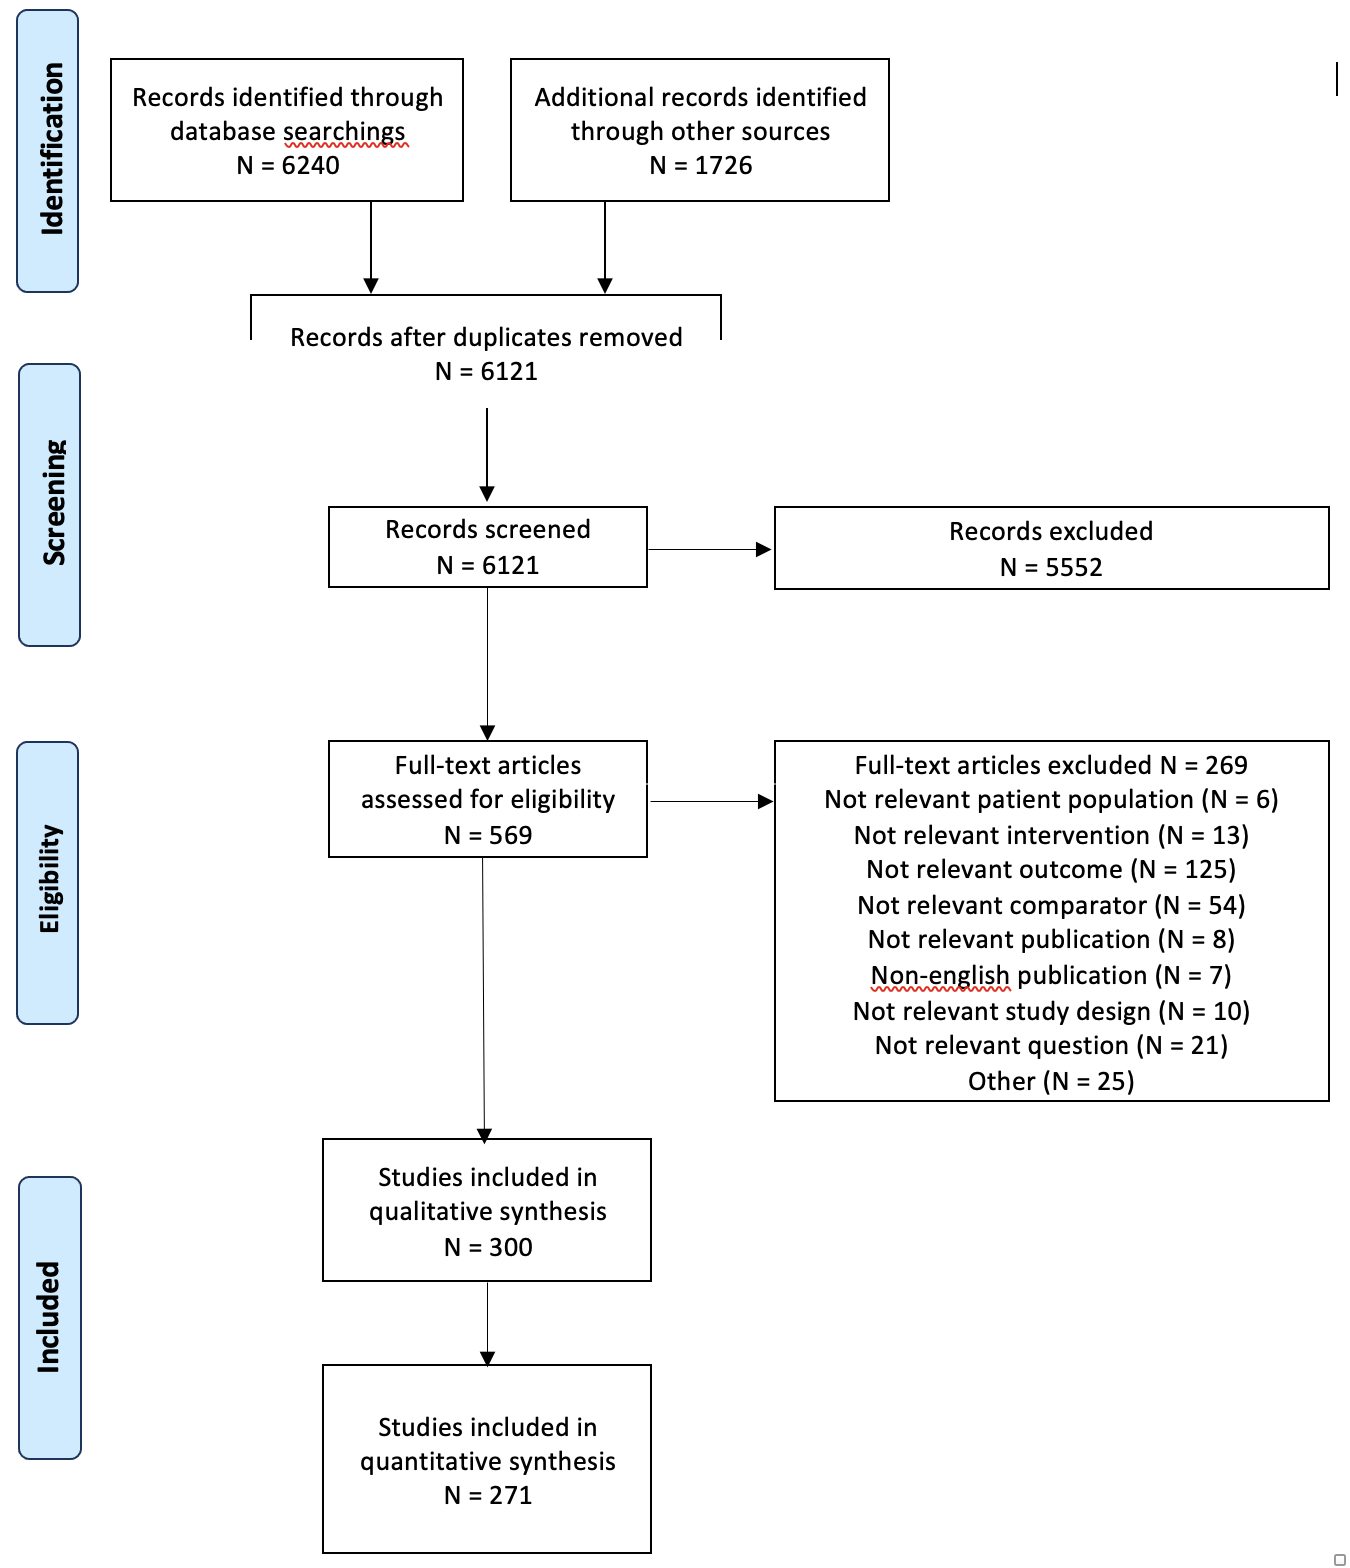 Identification
Records identified through
database searchings
N = 6240
Additional records identified
through other sources
N = 1726
Records after duplicates removed
N = 6121
Screening
Records screened
N = 6121
Records excluded
N = 5552
Eligibility
Full-text articles
assessed for eligibility
N = 569
Full-text articles excluded N = 269
Not relevant patient population (N = 6)
Not relevant intervention (N = 13)
Not relevant outcome (N = 125)
Not relevant comparator (N = 54)
Not relevant publication (N = 8)
Non-english publication (N = 7)
Not relevant study design (N = 10)
Not relevant question (N = 21)
Other (N = 25)
Included
Studies included in
qualitative synthesis
N = 300
Studies included in
quantitative synthesis
N = 271